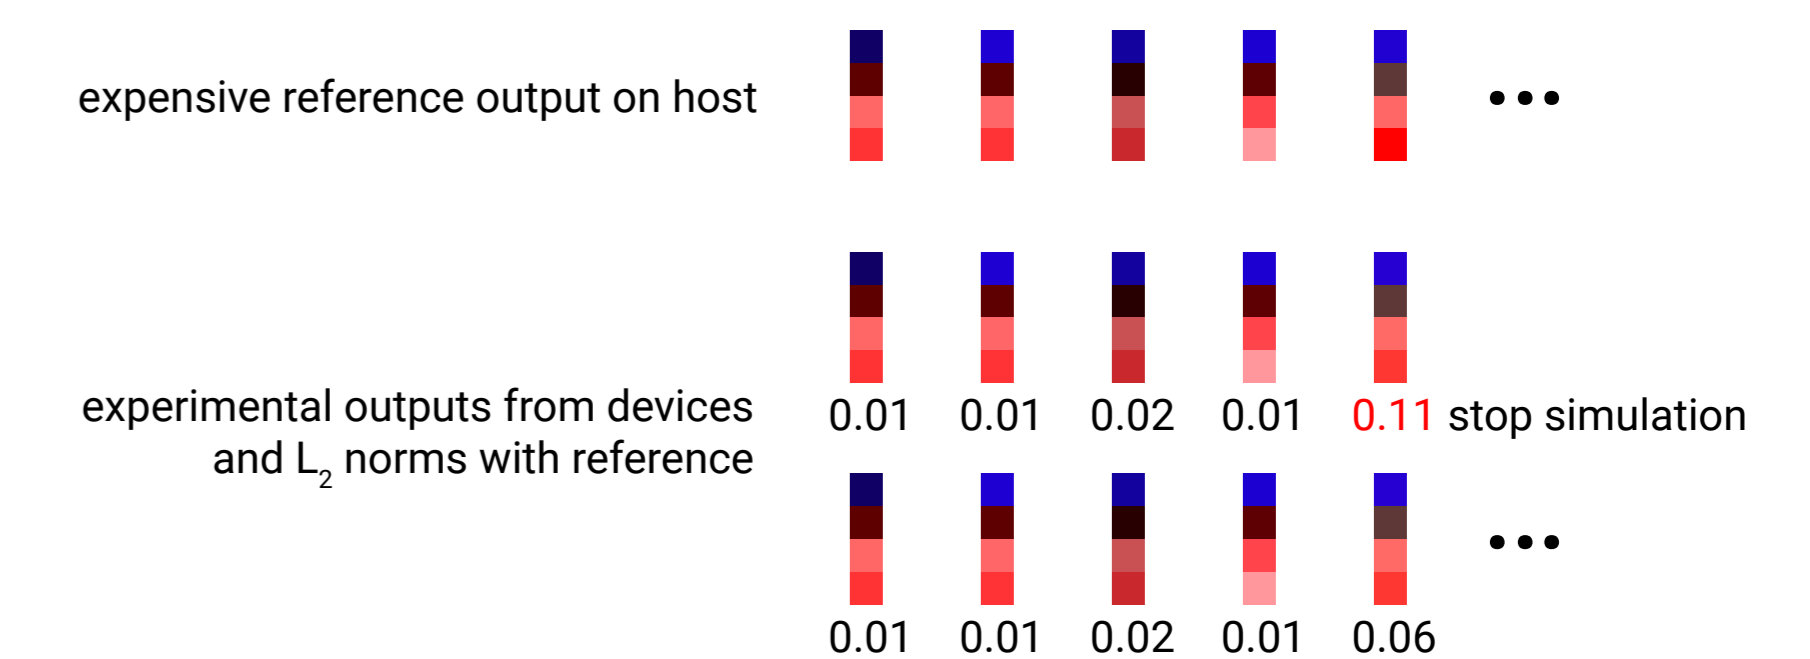 expensive reference output on host
•••
experimental outputs from devices
and L₂ norms with reference
0.01 0.01 0.02 0.01 0.11 stop simulation
•••
0.01 0.01 0.02 0.01 0.06